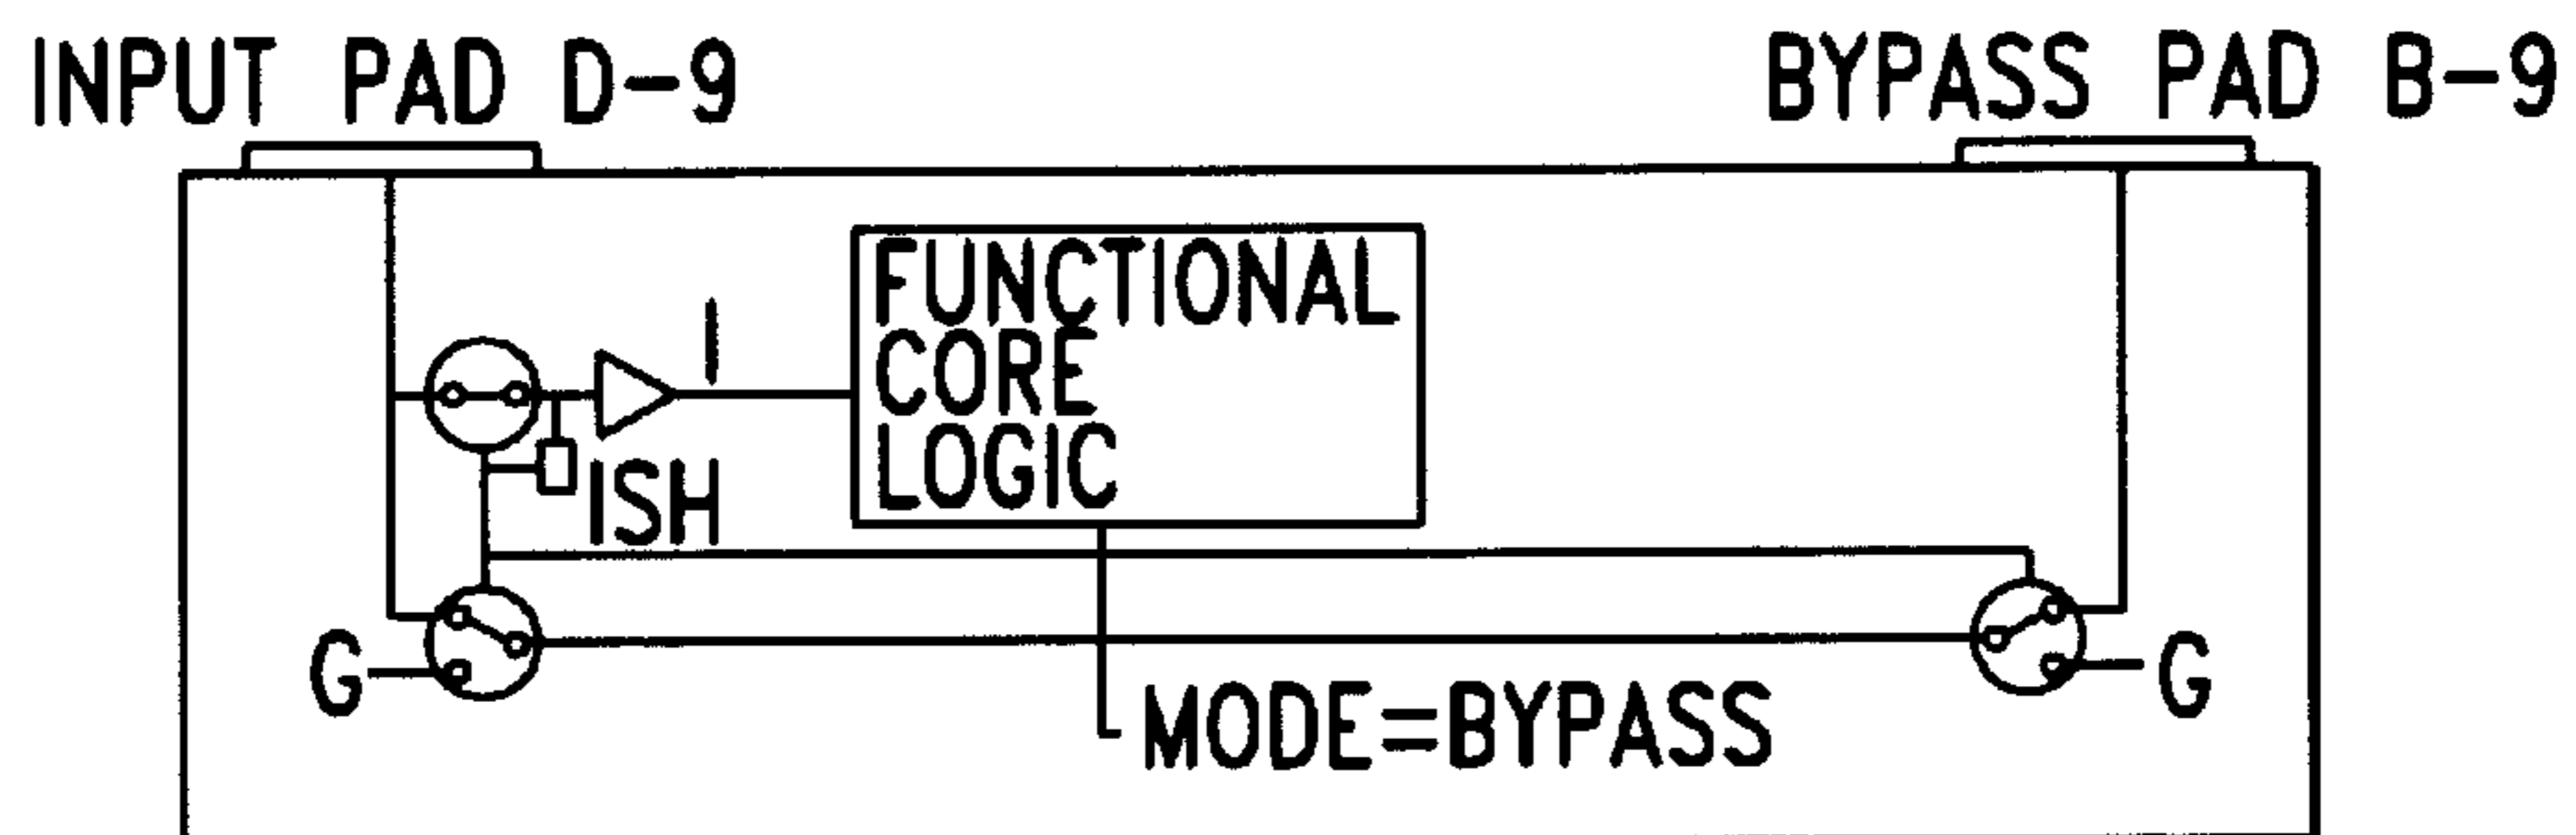 INPUT PAD D-9
BYPASS PAD B-9
I
FUNCTIONAL
CORE
LOGIC
ISH
G
G
MODE=BYPASS